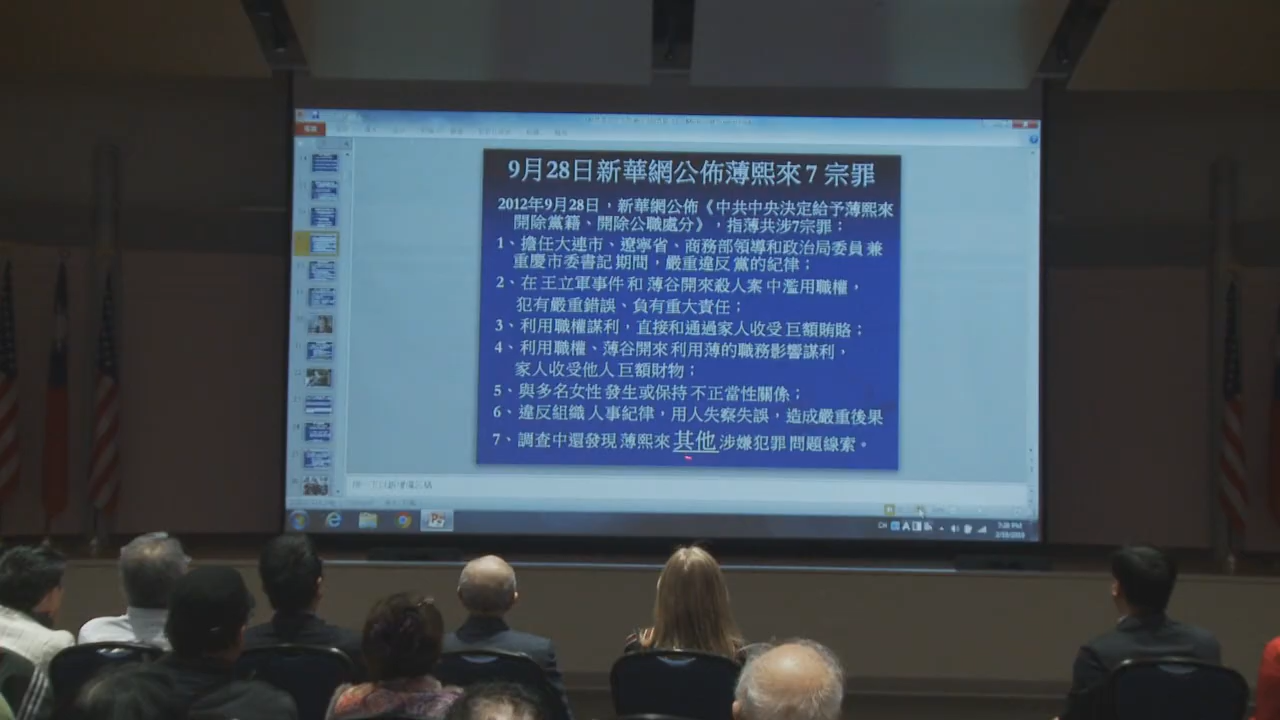 9月28日新華網公佈薄熙來7宗罪
2012年9月28日，新華網公佈《中共中央決定給予薄熙來
開除黨籍、開除公職處分》，指薄共涉7宗罪：
1、擔任大連市、遼寧省、商務部領導和政治局委員兼
重慶市委書記期間，嚴重違反黨的紀律；
2、在王立軍事件和薄谷開來殺人案中濫用職權，
犯有嚴重錯誤、負有重大責任；
3、利用職權謀利，直接和通過家人收受巨額賄賂；
4、利用職權、薄谷開來利用薄的職務影響謀利，
家人收受他人巨額財物；
5、與多名女性發生或保持不正當性關係；
6、違反組織人事紀律，用人失察失誤，造成嚴重後果
7、調查中還發現薄熙來其他涉嫌犯罪問題線索。
CH